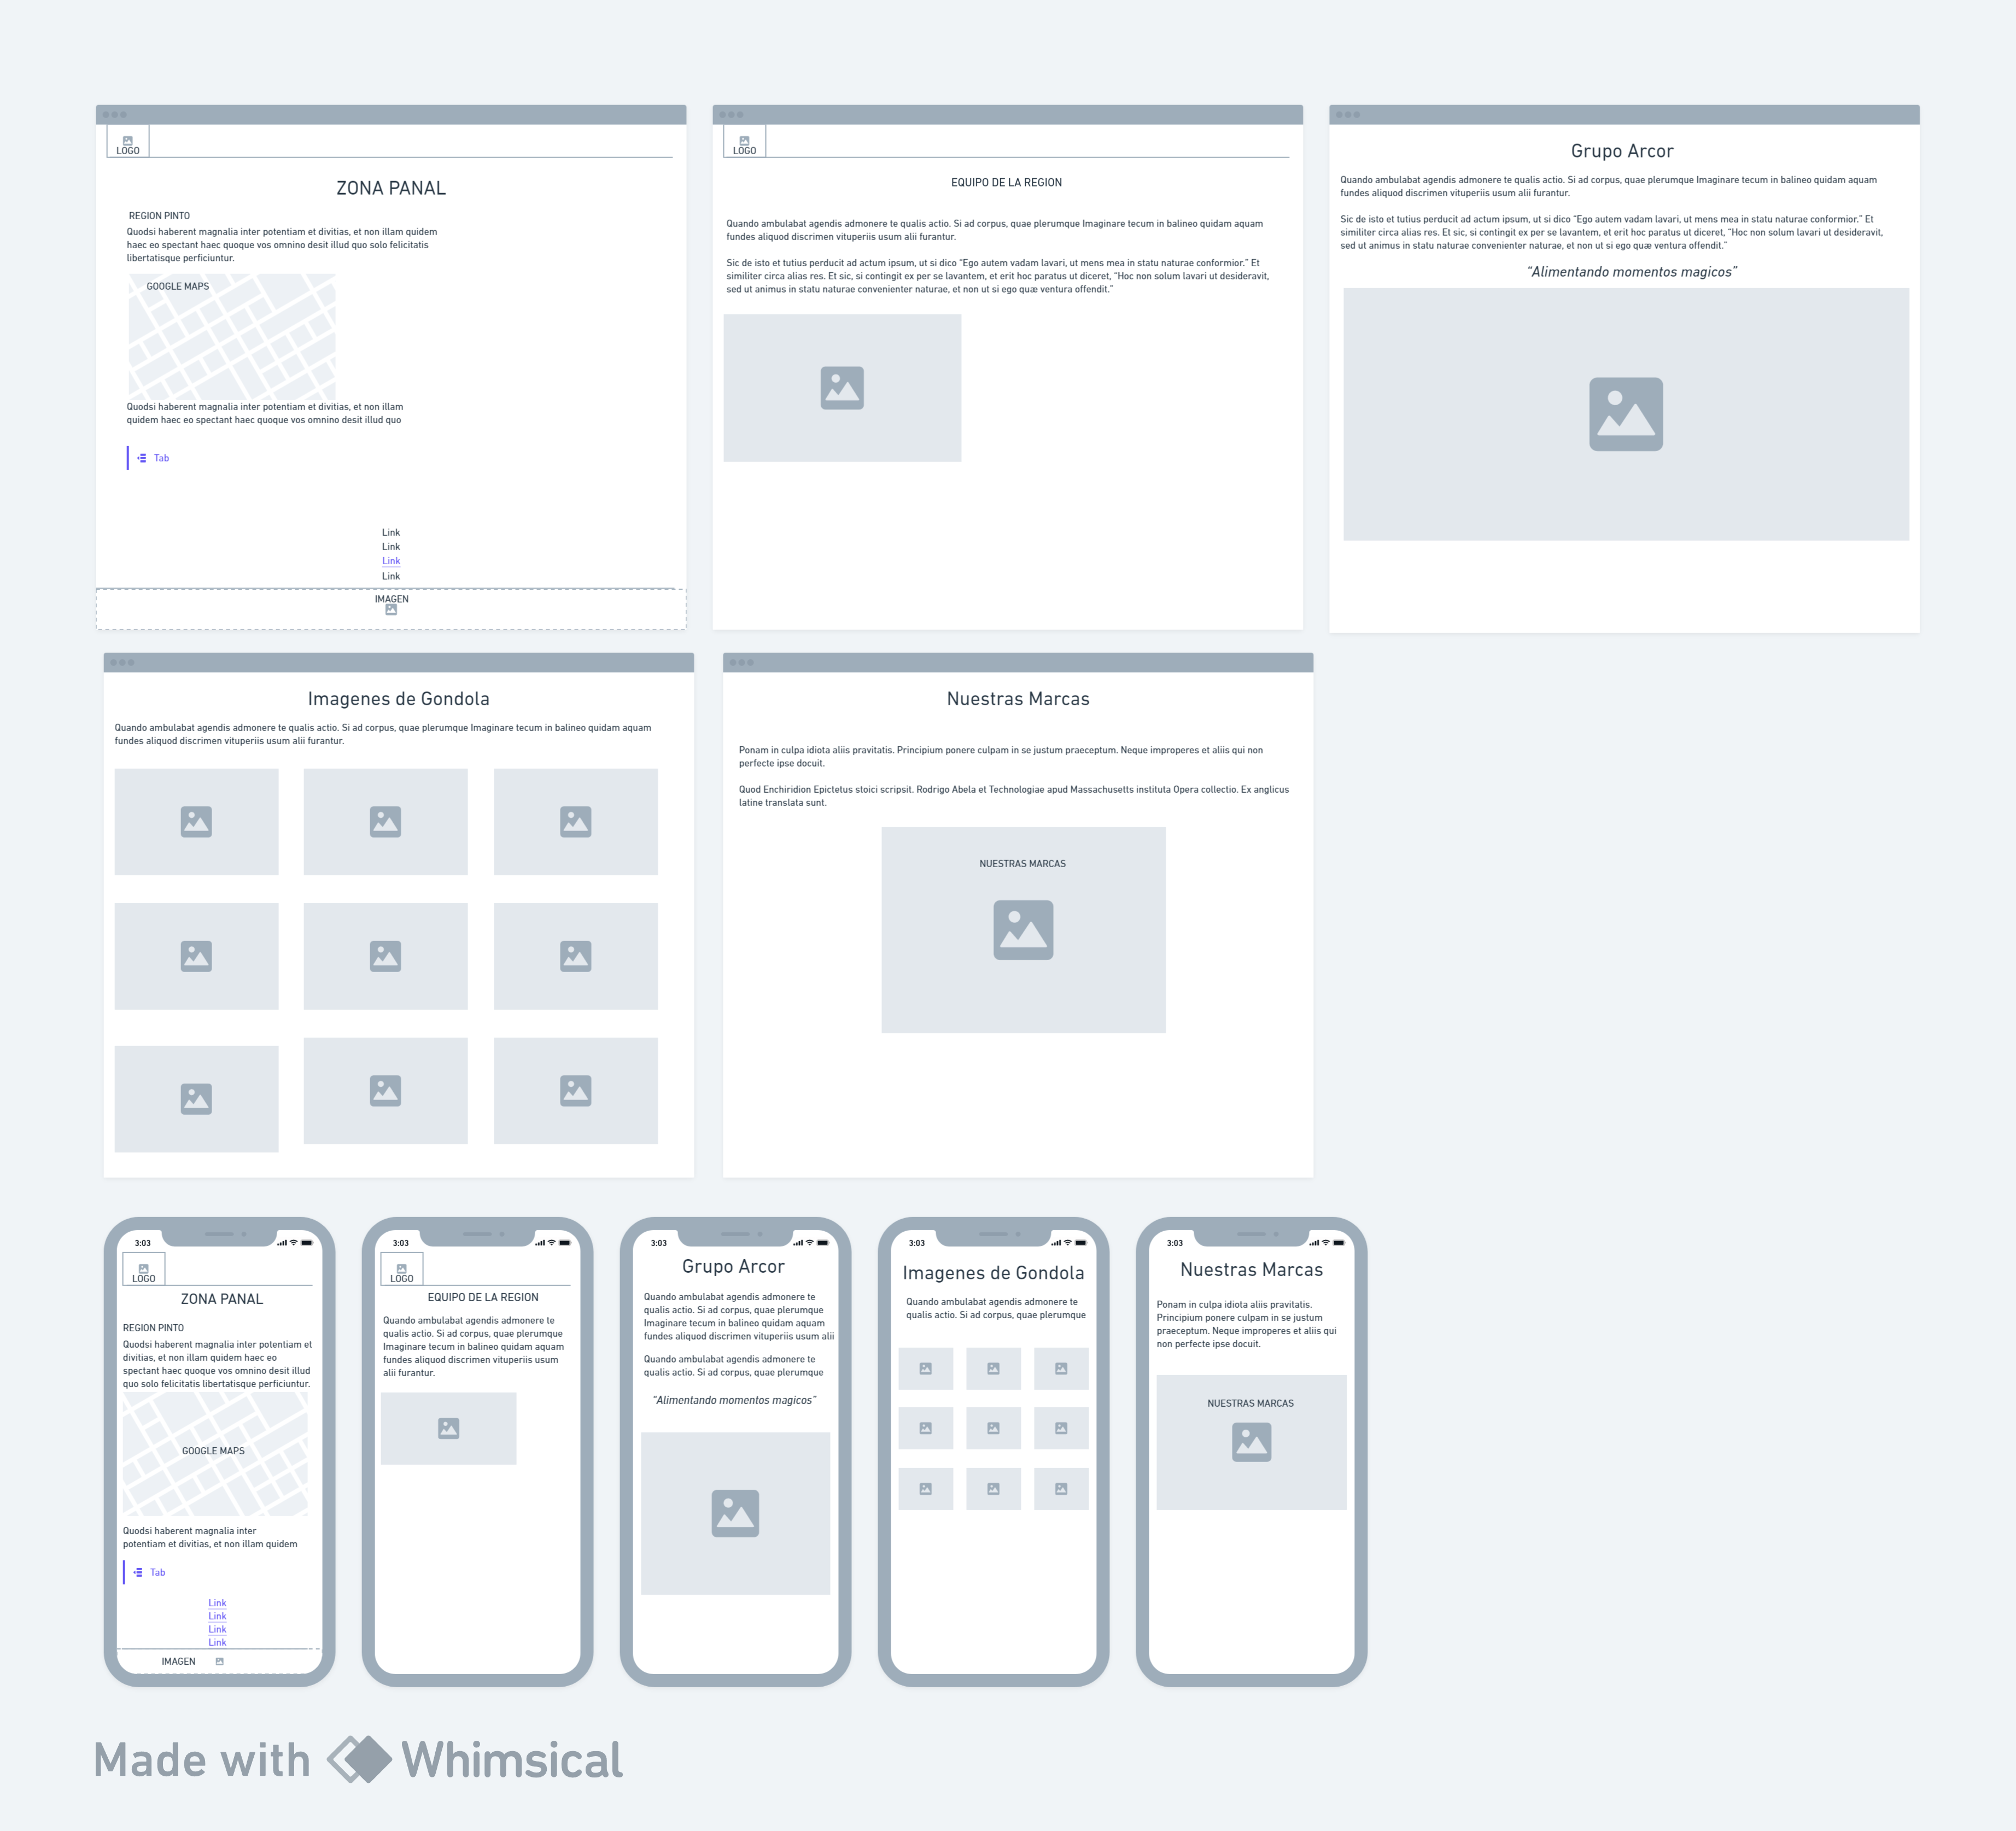 LOGO
ZONA PANAL
REGION PINTO
Quodsi haberent magnalia inter potentiam et divitias, et non illam quidem
haec eo spectant haec quoque vos omnino desit illud quo solo felicitatis
libertatisque perficiuntur.
GOOGLE MAPS
Quodsi haberent magnalia inter potentiam et divitias, et non illam
quidem haec eo spectant haec quoque vos omnino desit illud quo
Tab
Link
Link
Link
Link
IMAGEN
LOGO
EQUIPO DE LA REGION
Quando ambulabat agendis admonere te qualis actio. Si ad corpus, quae plerumque Imaginare tecum in balineo quidam aquam
fundes aliquod discrimen vituperiis usum alii furantur.
Sic de isto et tutius perducit ad actum ipsum, ut si dico “Ego autem vadam lavari, ut mens mea in statu naturae conformior.” Et
similiter circa alias res. Et sic, si contingit ex per se lavantem, et erit hoc paratus ut diceret, “Hoc non solum lavari ut desideravit,
sed ut animus in statu naturae convenienter naturae, et non ut si ego quæ ventura offendit.”
Grupo Arcor
Quando ambulabat agendis admonere te qualis actio. Si ad corpus, quae plerumque Imaginare tecum in balineo quidam aquam
fundes aliquod discrimen vituperiis usum alii furantur.
Sic de isto et tutius perducit ad actum ipsum, ut si dico “Ego autem vadam lavari, ut mens mea in statu naturae conformior.” Et
similiter circa alias res. Et sic, si contingit ex per se lavantem, et erit hoc paratus ut diceret, “Hoc non solum lavari ut desideravit,
sed ut animus in statu naturae convenienter naturae, et non ut si ego quæ ventura offendit.”
“Alimentando momentos magicos”
Imagenes de Gondola
Quando ambulabat agendis admonere te qualis actio. Si ad corpus, quae plerumque Imaginare tecum in balineo quidam aquam
fundes aliquod discrimen vituperiis usum alii furantur.
Nuestras Marcas
Ponam in culpa idiota aliis pravitatis. Principium ponere culpam in se justum praeceptum. Neque improperes et aliis qui non
perfecte ipse docuit.
Quod Enchiridion Epictetus stoici scripsit. Rodrigo Abela et Technologiae apud Massachusetts instituta Opera collectio. Ex anglicus
latine translata sunt.
NUESTRAS MARCAS
3:03
LOGO
ZONA PANAL
REGION PINTO
Quodsi haberent magnalia inter potentiam et
divitias, et non illam quidem haec eo
spectant haec quoque vos omnino desit illud
quo solo felicitatis libertatisque perficiuntur.
GOOGLE MAPS
Quodsi haberent magnalia inter
potentiam et divitias, et non illam quidem
Tab
Link
Link
Link
Link
IMAGEN
3:03
LOGO
EQUIPO DE LA REGION
Quando ambulabat agendis admonere te
qualis actio. Si ad corpus, quae plerumque
Imaginare tecum in balineo quidam aquam
fundes aliquod discrimen vituperiis usum
alii furantur.
3:03
Grupo Arcor
Quando ambulabat agendis admonere te
qualis actio. Si ad corpus, quae plerumque
Imaginare tecum in balineo quidam aquam
fundes aliquod discrimen vituperiis usum alii
Quando ambulabat agendis admonere te
qualis actio. Si ad corpus, quae plerumque
“Alimentando momentos magicos”
3:03
Imagenes de Gondola
Quando ambulabat agendis admonere te
qualis actio. Si ad corpus, quae plerumque
3:03
Nuestras Marcas
Ponam in culpa idiota aliis pravitatis.
Principium ponere culpam in se justum
praeceptum. Neque improperes et aliis qui
non perfecte ipse docuit.
NUESTRAS MARCAS
Made with Whimsical